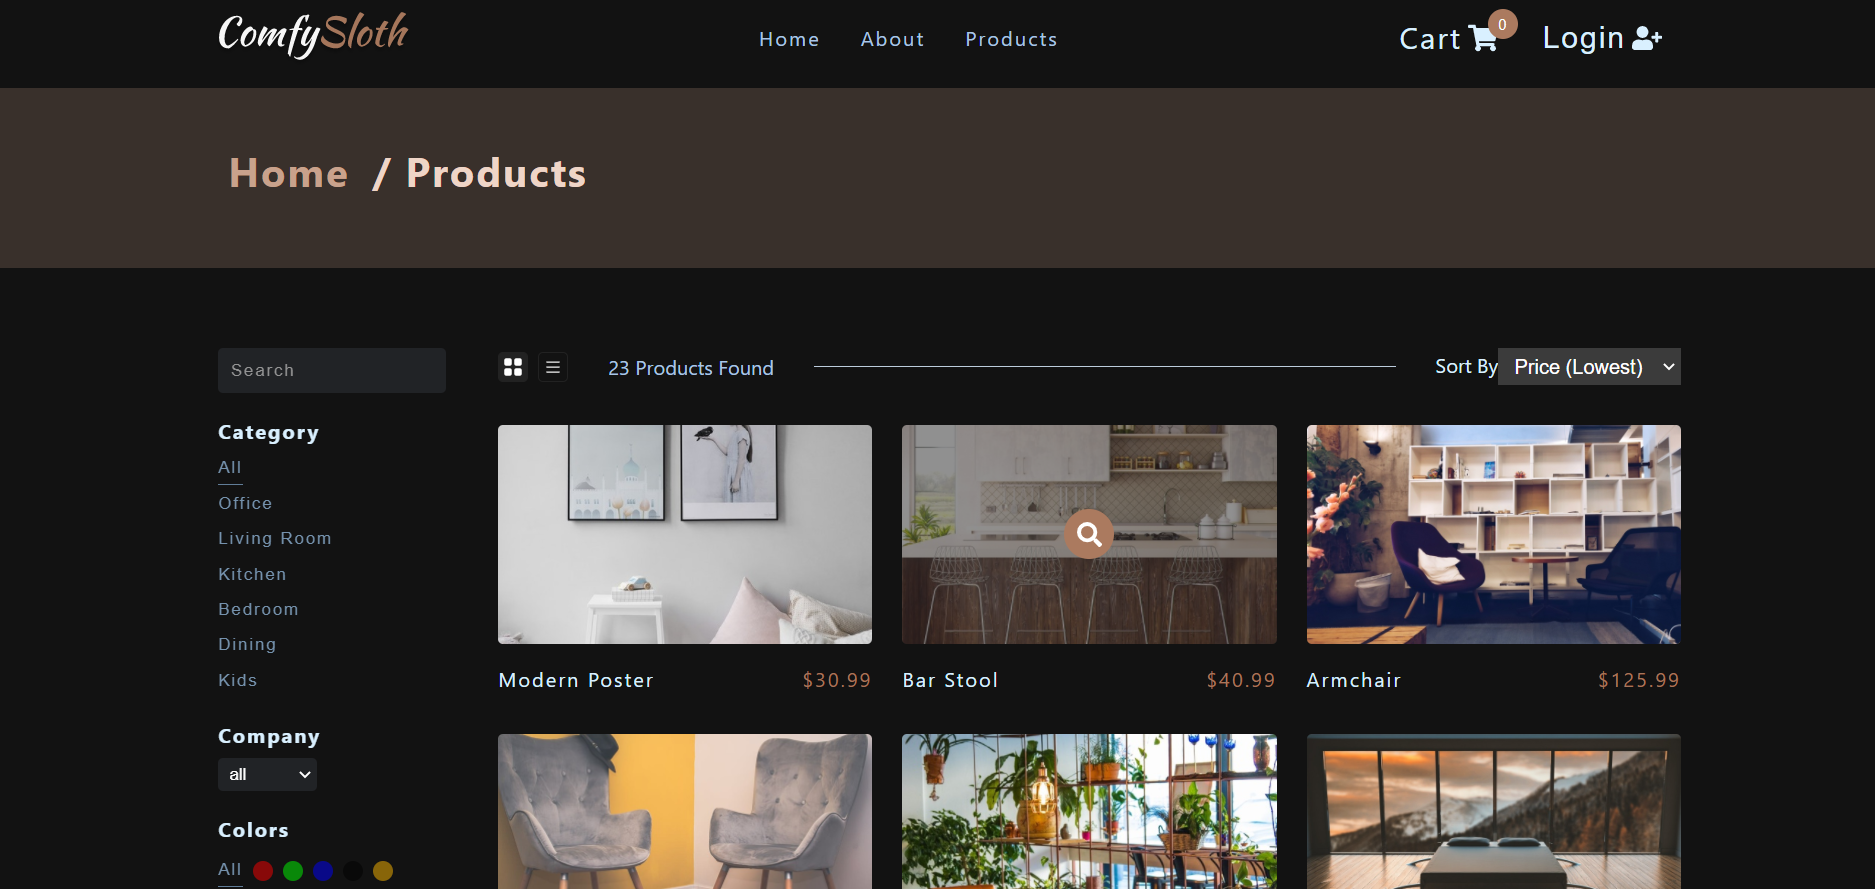 ComfySloth
Home About Products
Cart 0 Login
Home / Products
Search
23 Products Found
Sort By Price (Lowest)
Category
All
Office
Living Room
Kitchen
Bedroom
Dining
Kids
Company
all
Colors
All
Modern Poster $30.99
Bar Stool $40.99
Armchair $125.99